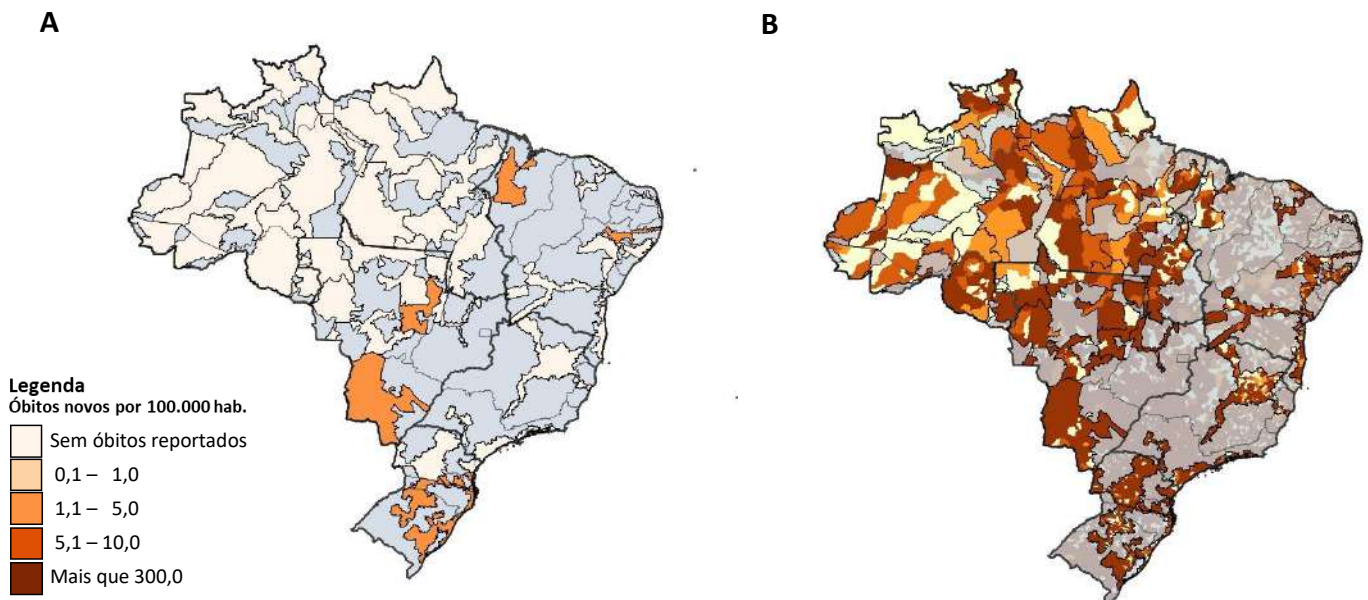 A
B
Legenda
Óbitos novos por 100.000 hab.
Sem óbitos reportados
0,1 – 1,0
1,1 – 5,0
5,1 – 10,0
Mais que 300,0